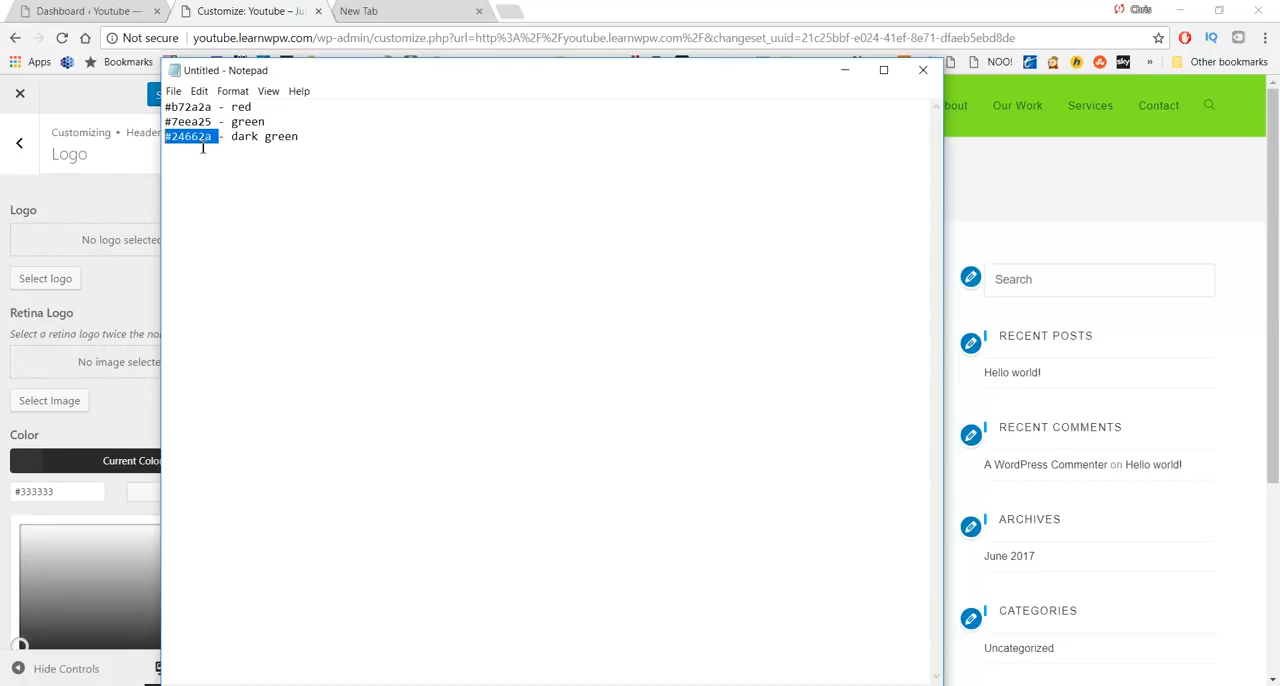 Dashboard ‹ Youtube —
Customize: Youtube – Jus
New Tab
Chris
Not secure
youtube.learnwpw.com/wp-admin/customize.php?url=http%3A%2F%2Fyoutube.learnwpw.com%2F&changeset_uuid=21c25bbf-e024-41ef-8e71-dfaeb5ebd8de
Apps
Bookmarks
NOO!
sky
»
Other bookmarks
Untitled - Notepad
File Edit Format View Help
#b72a2a - red
#7eea25 - green
#24662a - dark green
Customizing ‣ Header
Logo
Logo
No logo selected
Select logo
Retina Logo
Select a retina logo twice the no
No image selecte
Select Image
Color
Current Colo
#333333
Hide Controls
bout
Our Work
Services
Contact
Search
RECENT POSTS
Hello world!
RECENT COMMENTS
A WordPress Commenter on Hello world!
ARCHIVES
June 2017
CATEGORIES
Uncategorized